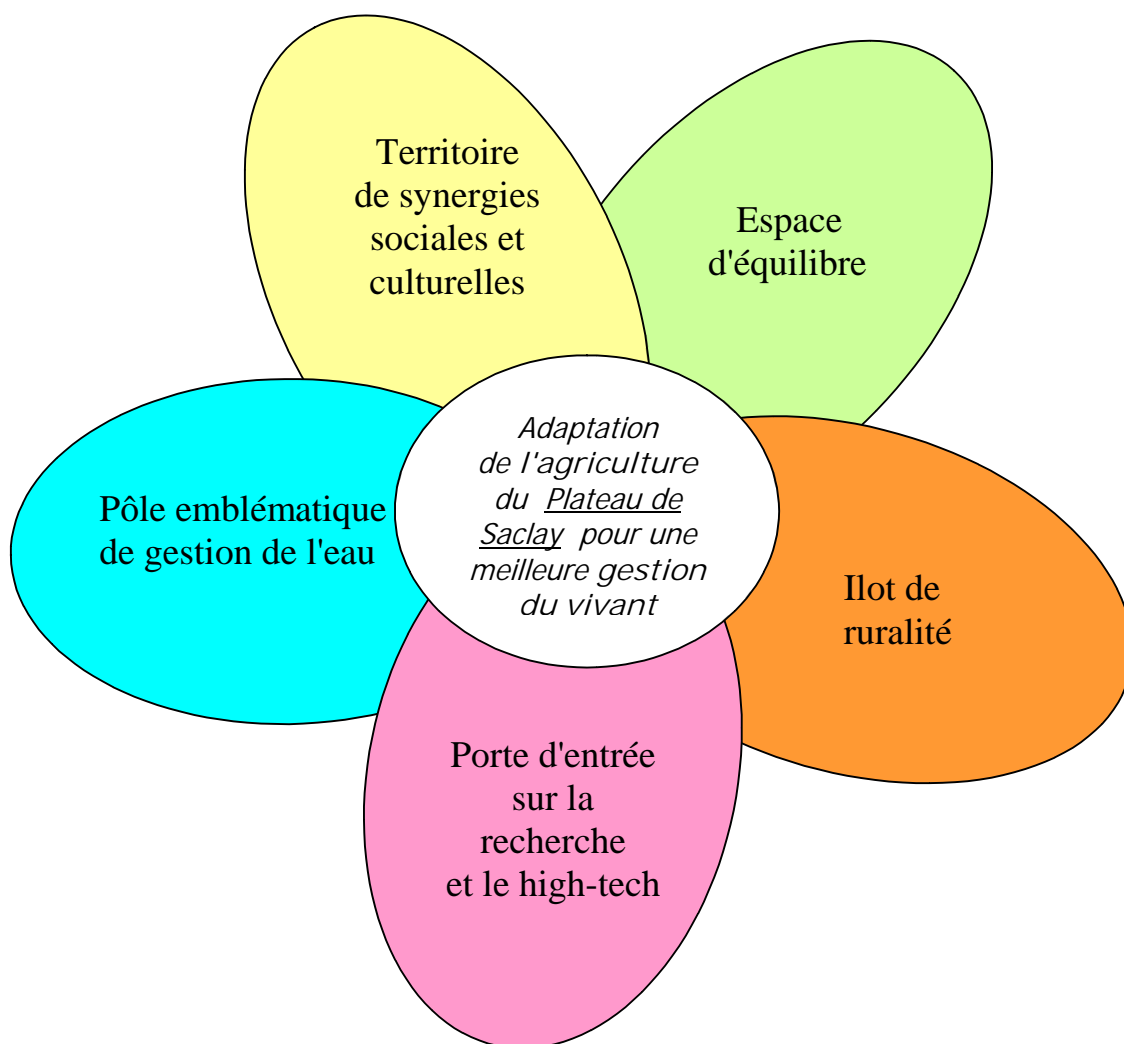 Territoire
de synergies
sociales et
culturelles
Espace
d'équilibre
Adaptation
de l'agriculture
du Plateau de
Saclay pour une
meilleure gestion
du vivant
Pôle emblématique
de gestion de l'eau
Ilot de
ruralité
Porte d'entrée
sur la
recherche
et le high-tech